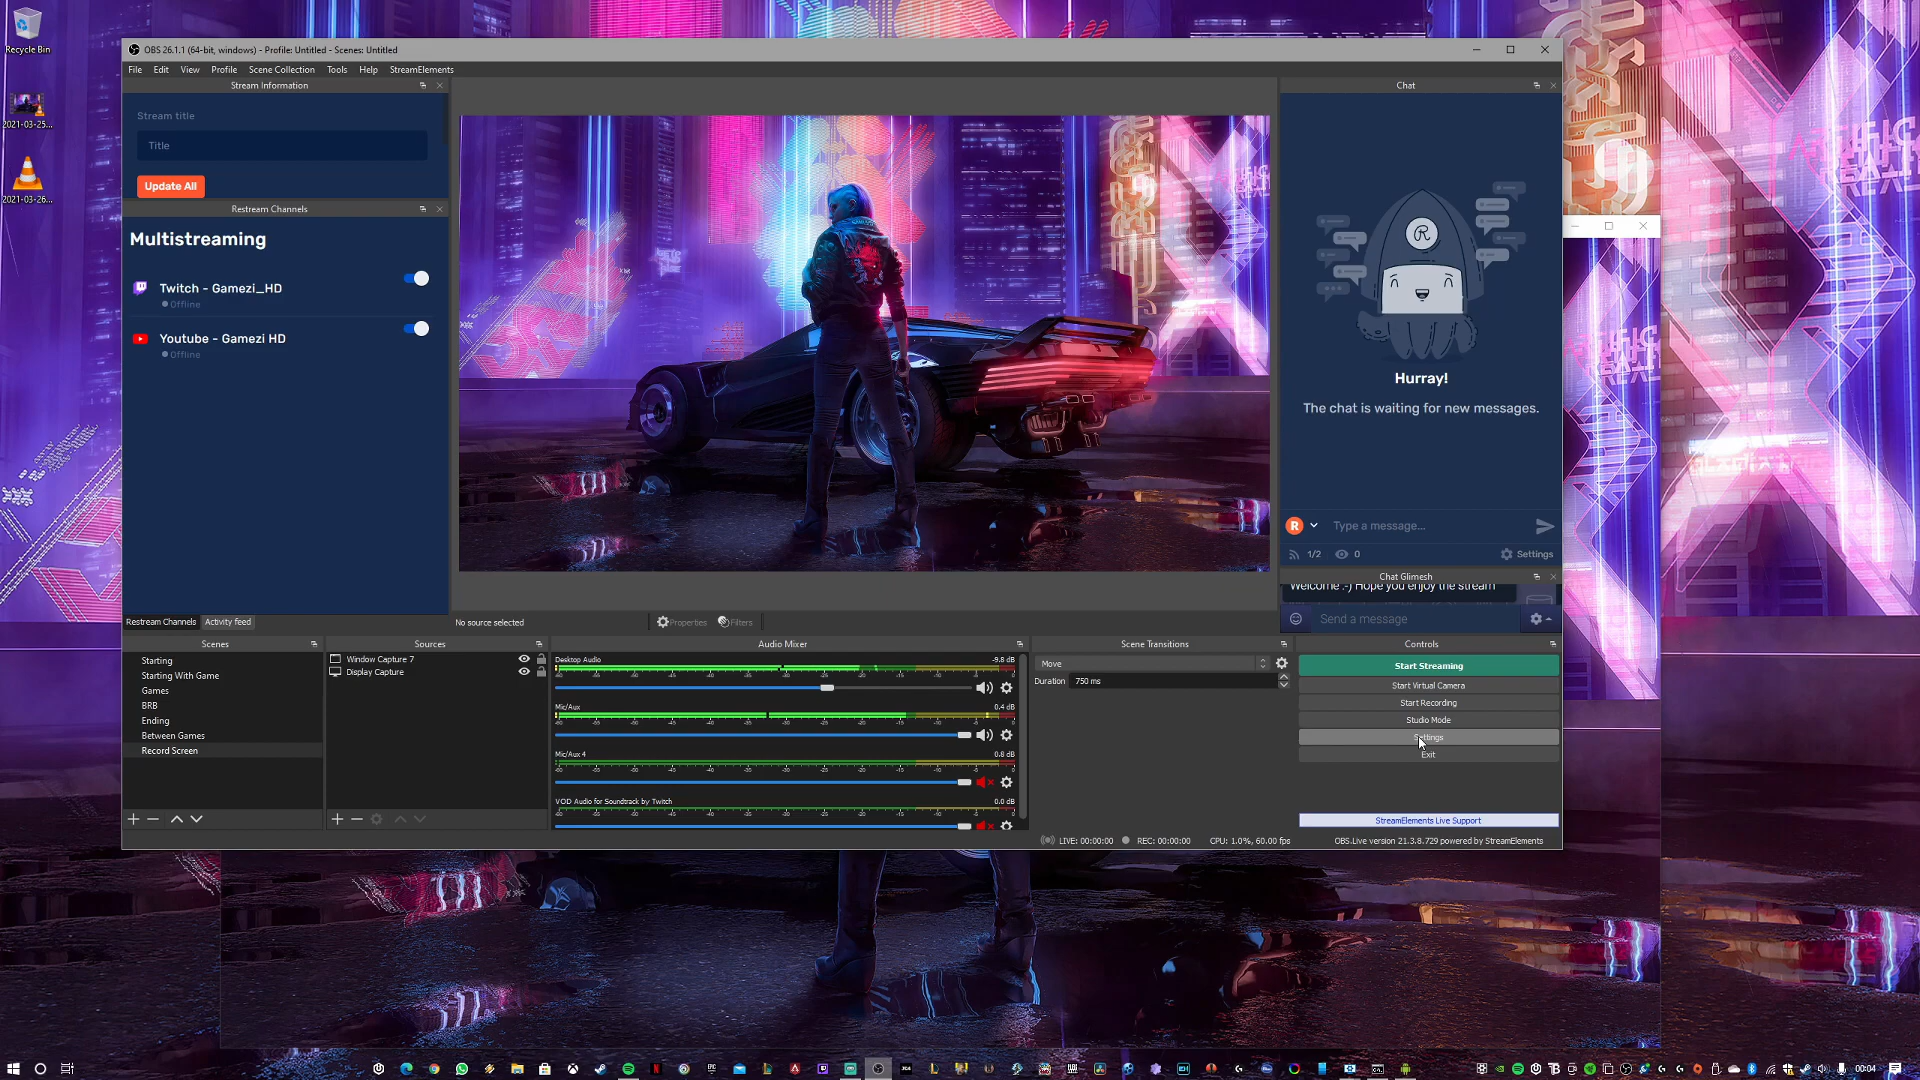 Recycle Bin
2021-03-25...
2021-03-26...
OBS 26.1.1 (64-bit, windows) - Profile: Untitled - Scenes: Untitled
File Edit View Profile Scene Collection Tools Help StreamElements
Stream Information
Stream title
Title
Update All
Restream Channels
Multistreaming
Twitch - Gamezi_HD
Offline
Youtube - Gamezi HD
Offline
Restream Channels Activity feed
No source selected
Properties
Filters
Chat
Hurray!
The chat is waiting for new messages.
R
Type a message...
1/2 0 Settings
Chat Glimesh
Welcome :-) Hope you enjoy the stream
Send a message
Scenes
Starting
Starting With Game
Games
BRB
Ending
Between Games
Record Screen
Sources
Window Capture 7
Display Capture
Audio Mixer
Desktop Audio -9.8 dB
Mic/Aux 0.4 dB
Mic/Aux 4 0.8 dB
VOD Audio for Soundtrack by Twitch 0.0 dB
Scene Transitions
Move
Duration 750 ms
Controls
Start Streaming
Start Virtual Camera
Start Recording
Studio Mode
Settings
Exit
StreamElements Live Support
LIVE: 00:00:00 REC: 00:00:00 CPU: 1.0%, 60.00 fps OBS.Live version 21.3.8.729 powered by StreamElements
00:04